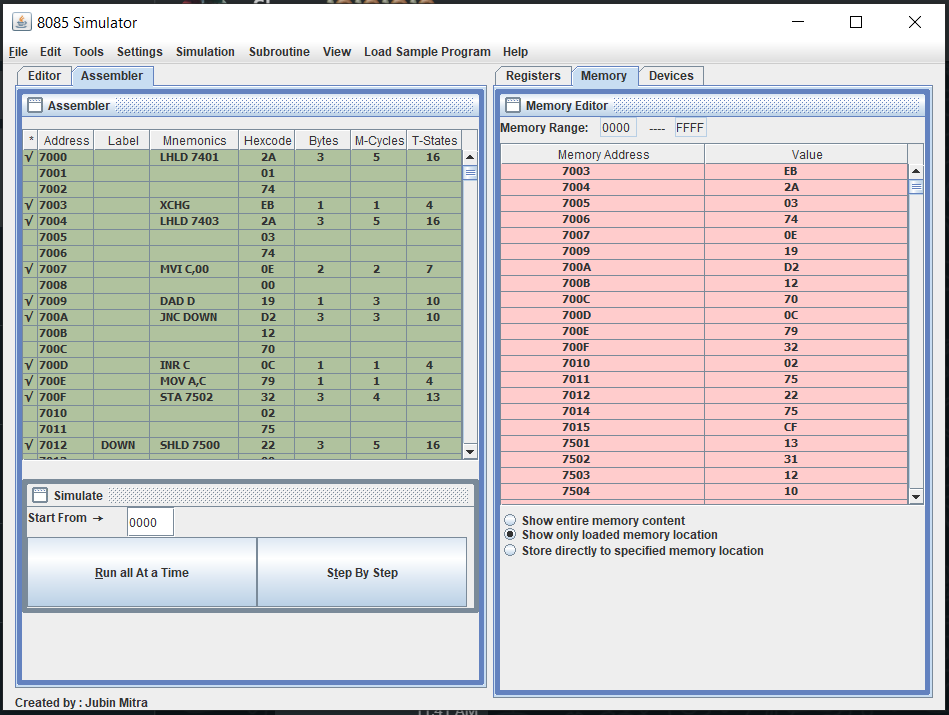 8085 Simulator
File Edit Tools Settings Simulation Subroutine View Load Sample Program Help
Editor Assembler
Assembler
* Address Label Mnemonics Hexcode Bytes M-Cycles T-States
√ 7000 LHLD 7401 2A 3 5 16
7001 01
7002 74
√ 7003 XCHG EB 1 1 4
√ 7004 LHLD 7403 2A 3 5 16
7005 03
7006 74
√ 7007 MVI C,00 0E 2 2 7
7008 00
√ 7009 DAD D 19 1 3 10
√ 700A JNC DOWN D2 3 3 10
700B 12
700C 70
√ 700D INR C 0C 1 1 4
√ 700E MOV A,C 79 1 1 4
√ 700F STA 7502 32 3 4 13
7010 02
7011 75
√ 7012 DOWN SHLD 7500 22 3 5 16
Simulate
Start From → 0000
Run all At a Time Step By Step
Registers Memory Devices
Memory Editor
Memory Range: 0000 ---- FFFF
Memory Address Value
7003 EB
7004 2A
7005 03
7006 74
7007 0E
7009 19
700A D2
700B 12
700C 70
700D 0C
700E 79
700F 32
7010 02
7011 75
7012 22
7014 75
7015 CF
7501 13
7502 31
7503 12
7504 10
Show entire memory content
Show only loaded memory location
Store directly to specified memory location
Created by : Jubin Mitra